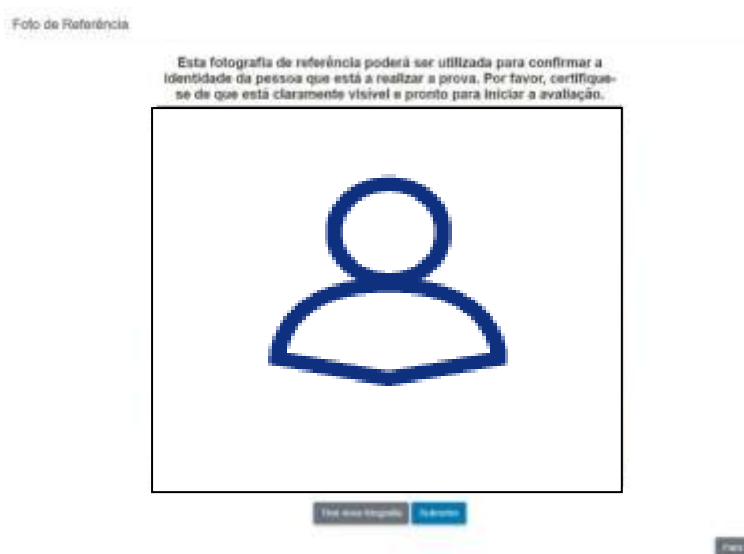 Foto de Referência
Esta fotografia de referência poderá ser utilizada para confirmar a
identidade da pessoa que está a realizar a prova. Por favor, certifique-
se de que está claramente visível e pronto para iniciar a avaliação.
Tirar nova fotografia Submeter